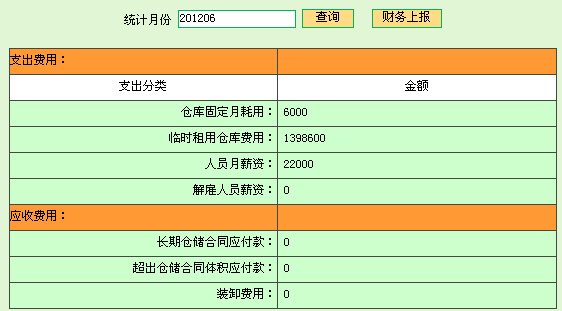 统计月份 201206 查询 财务上报
支出费用：
支出分类 金额
仓库固定月耗用： 6000
临时租用仓库费用： 1398600
人员月薪资： 22000
解雇人员薪资： 0
应收费用：
长期仓储合同应付款： 0
超出仓储合同体积应付款： 0
装卸费用： 0